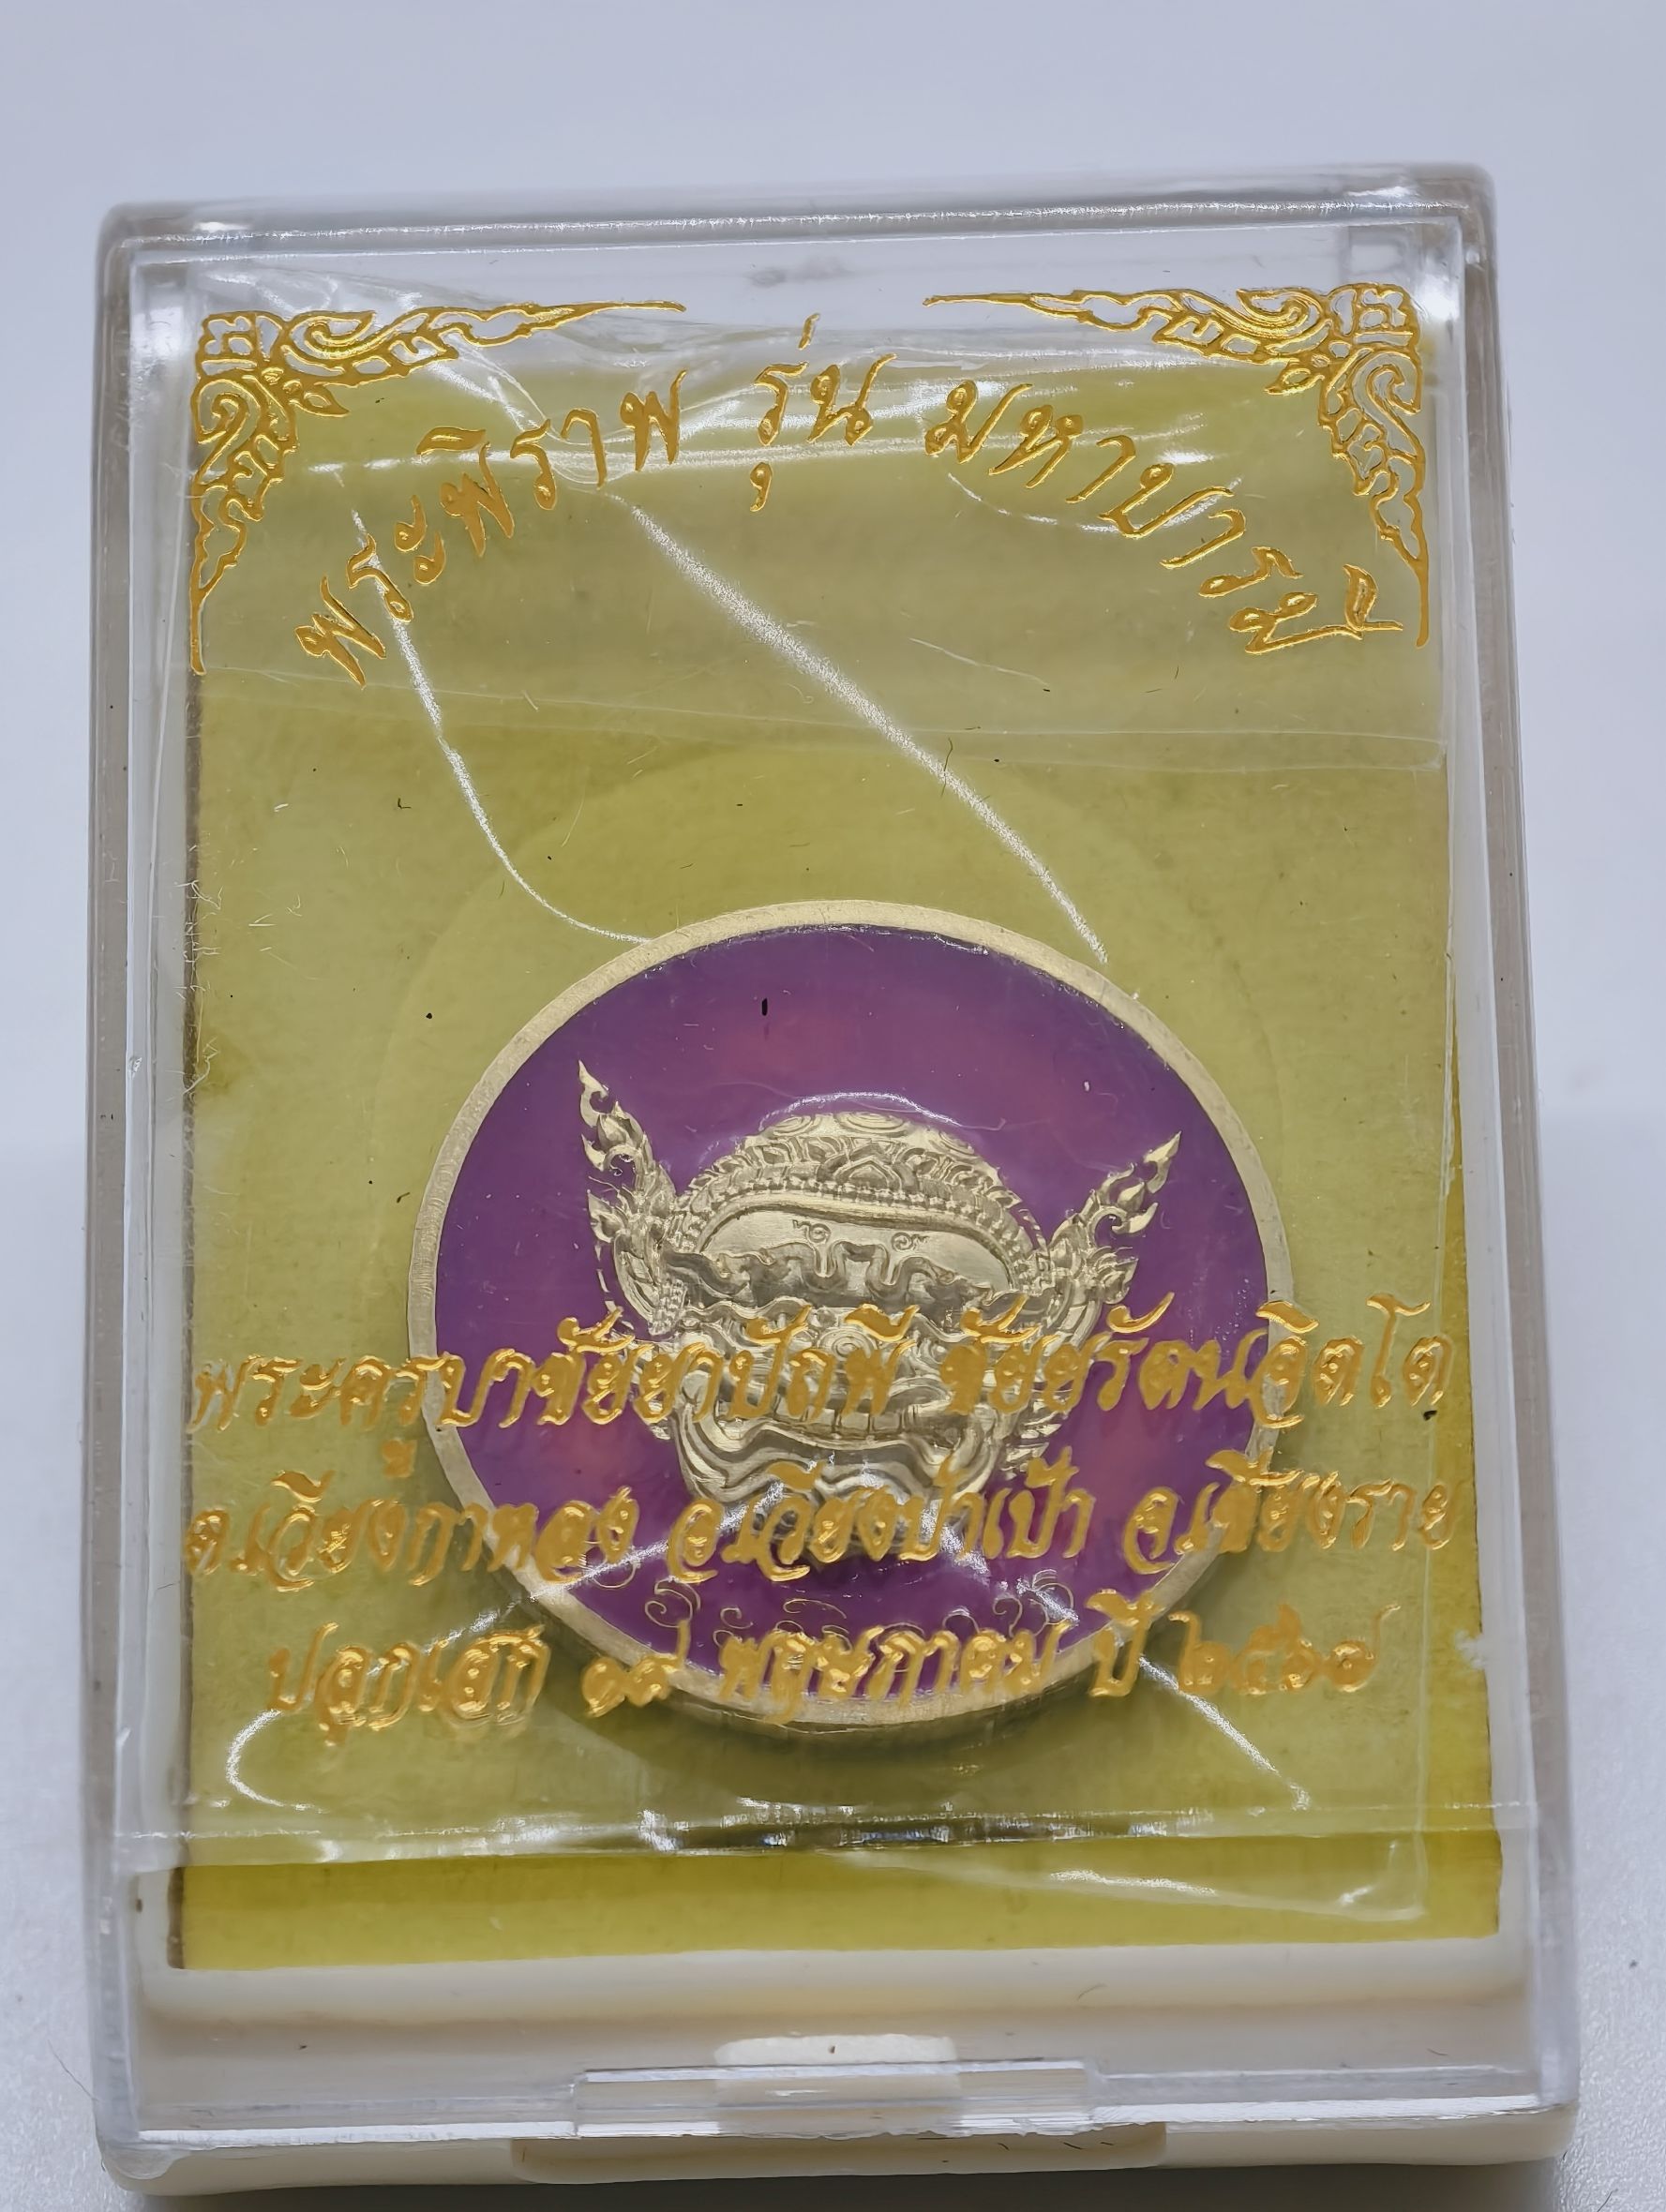 พระพิราพ รุ่น มหาบารมี
พระครูบาชัยยาปัถพี ชัยยรัตนจิตโต
ต.เวียงกาหลง อ.เวียงป่าเป้า จ.เชียงราย
ปลุกเสก ๑๙ พฤษภาคม ปี ๒๕๖๗